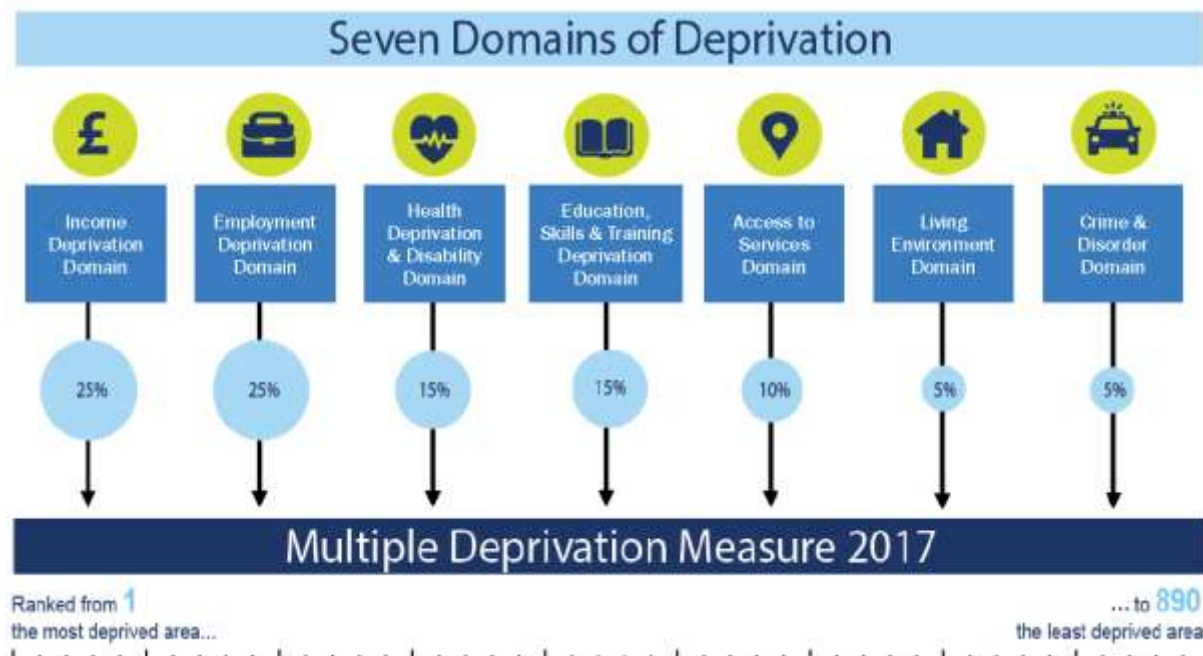 Seven Domains of Deprivation
£
Income
Deprivation
Domain
Employment
Deprivation
Domain
Health
Deprivation
& Disability
Domain
Education,
Skills & Training
Deprivation
Domain
Access to
Services
Domain
Living
Environment
Domain
Crime &
Disorder
Domain
25%
25%
15%
15%
10%
5%
5%
Multiple Deprivation Measure 2017
Ranked from 1
the most deprived area...
... to 890
the least deprived area